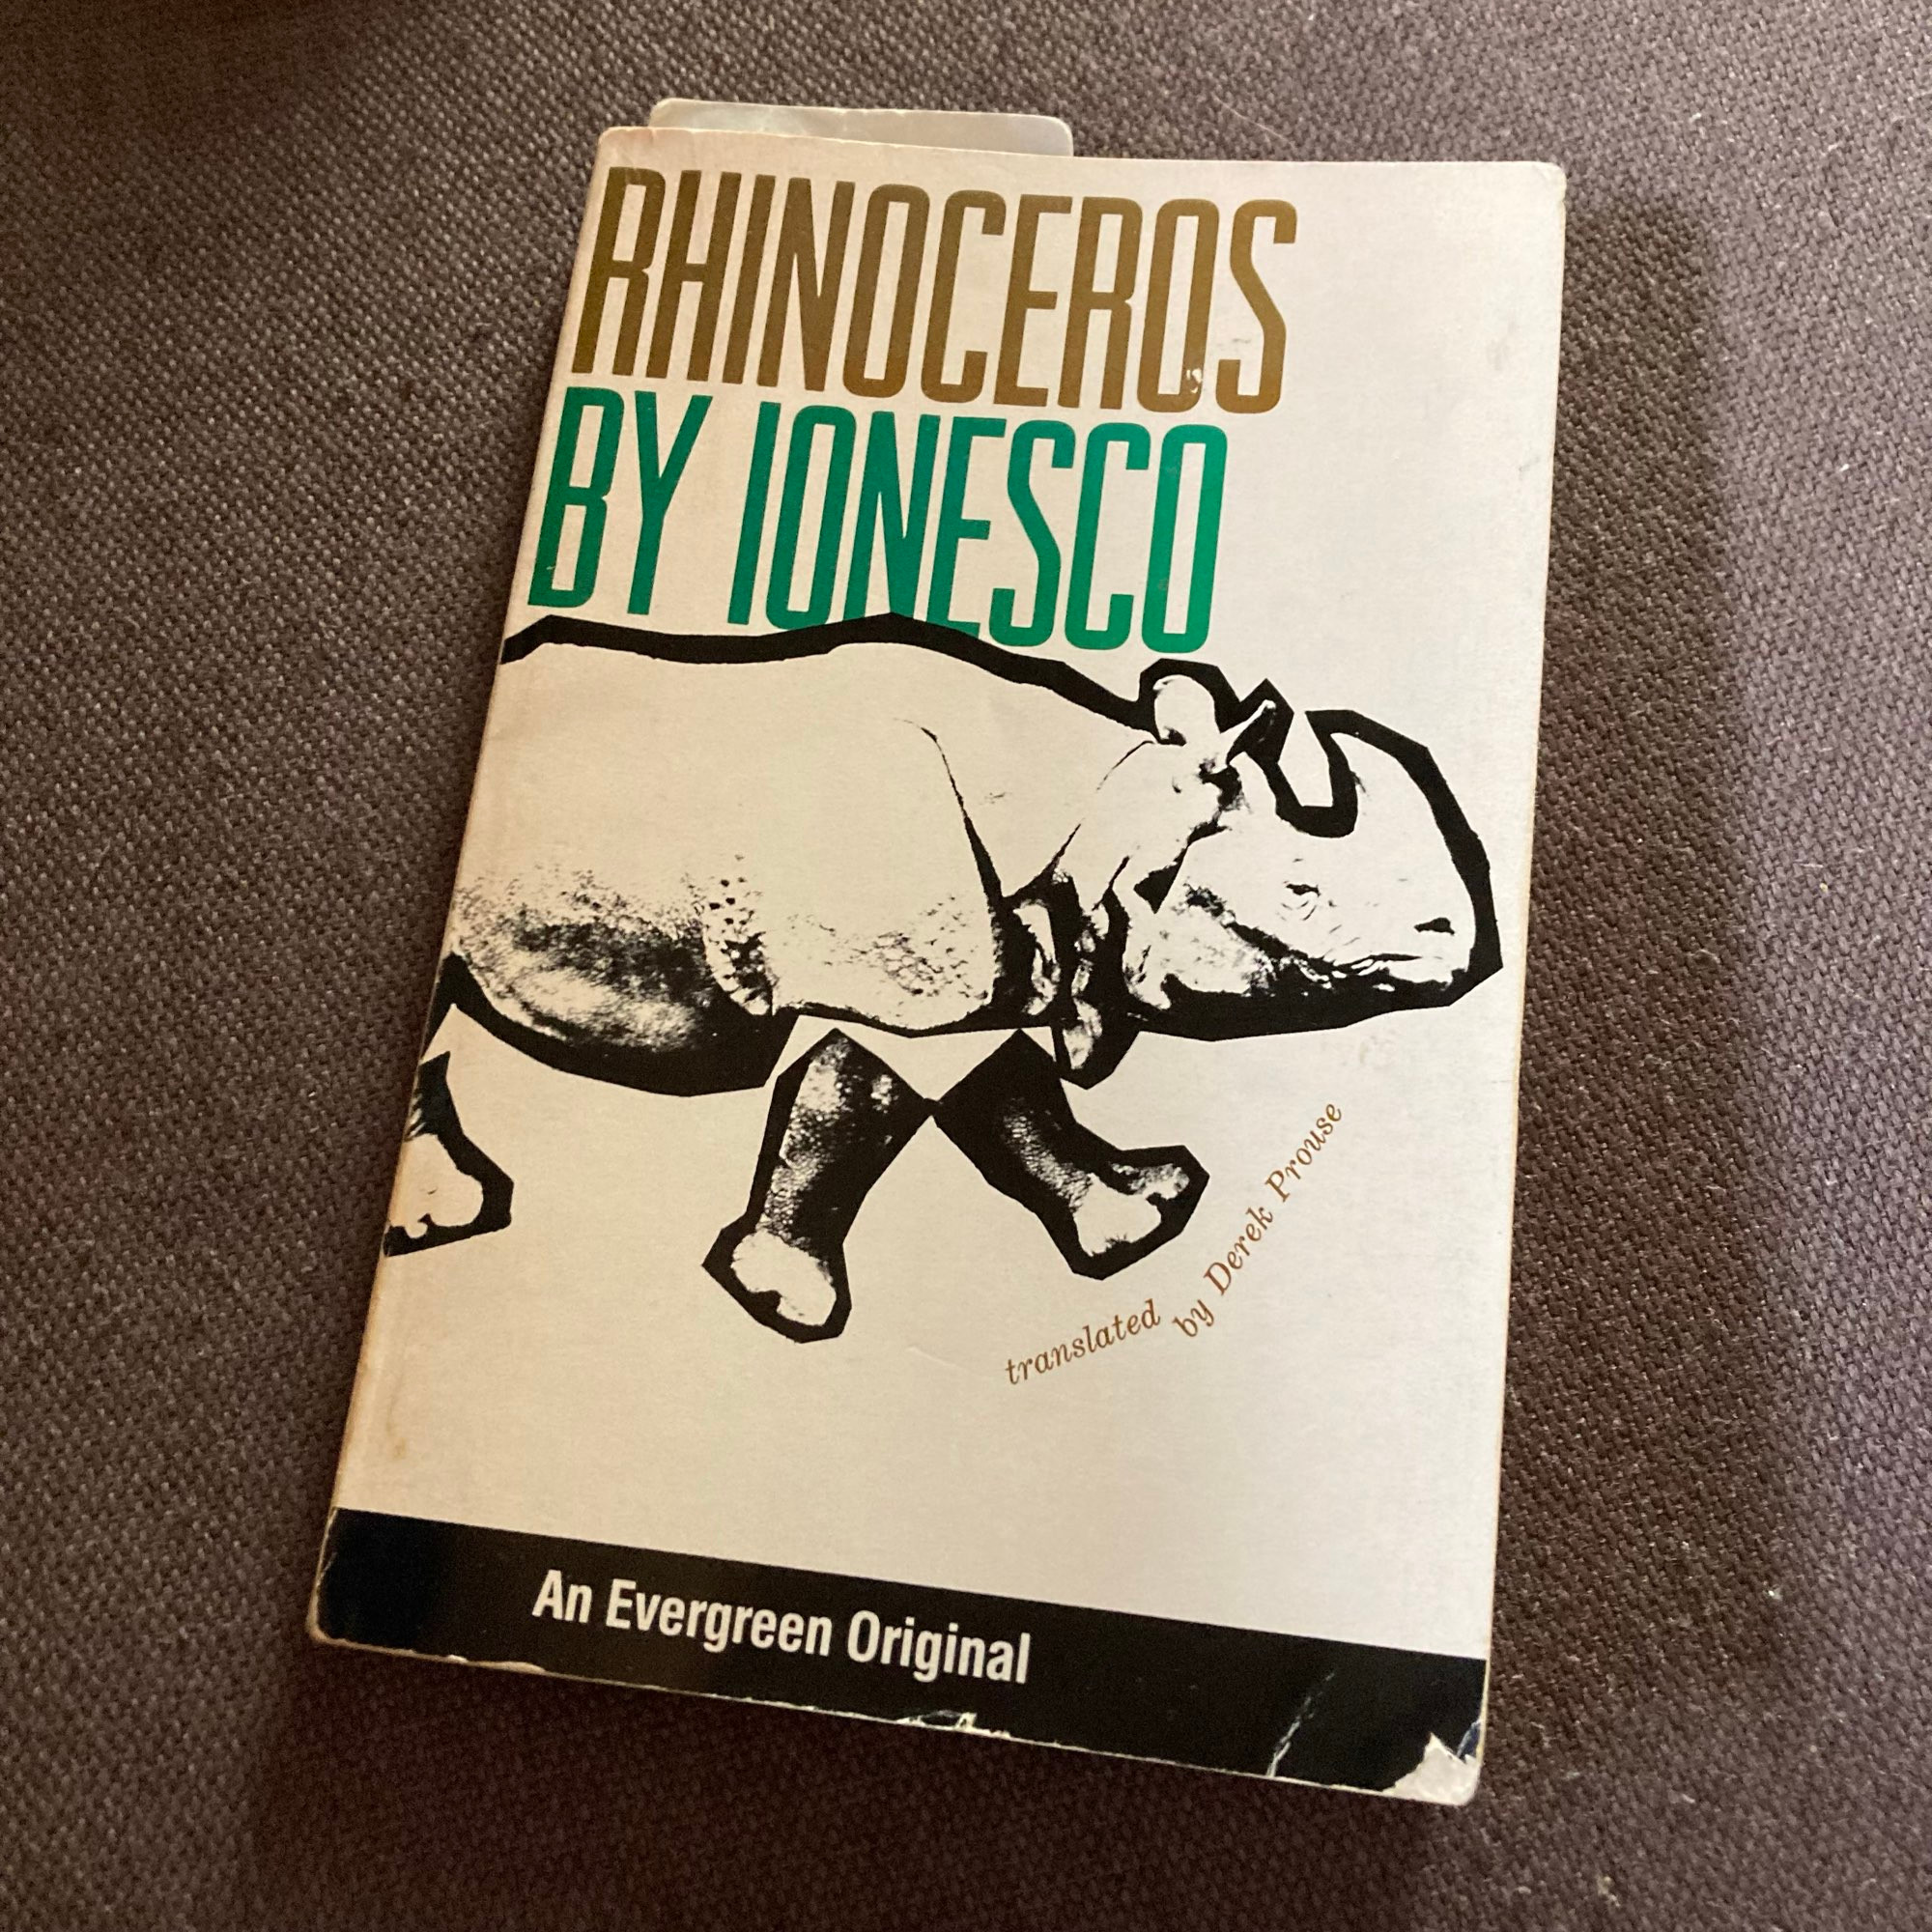 RHINOCEROS
BY IONESCO
translated
by Derek Prouse
An Evergreen Original